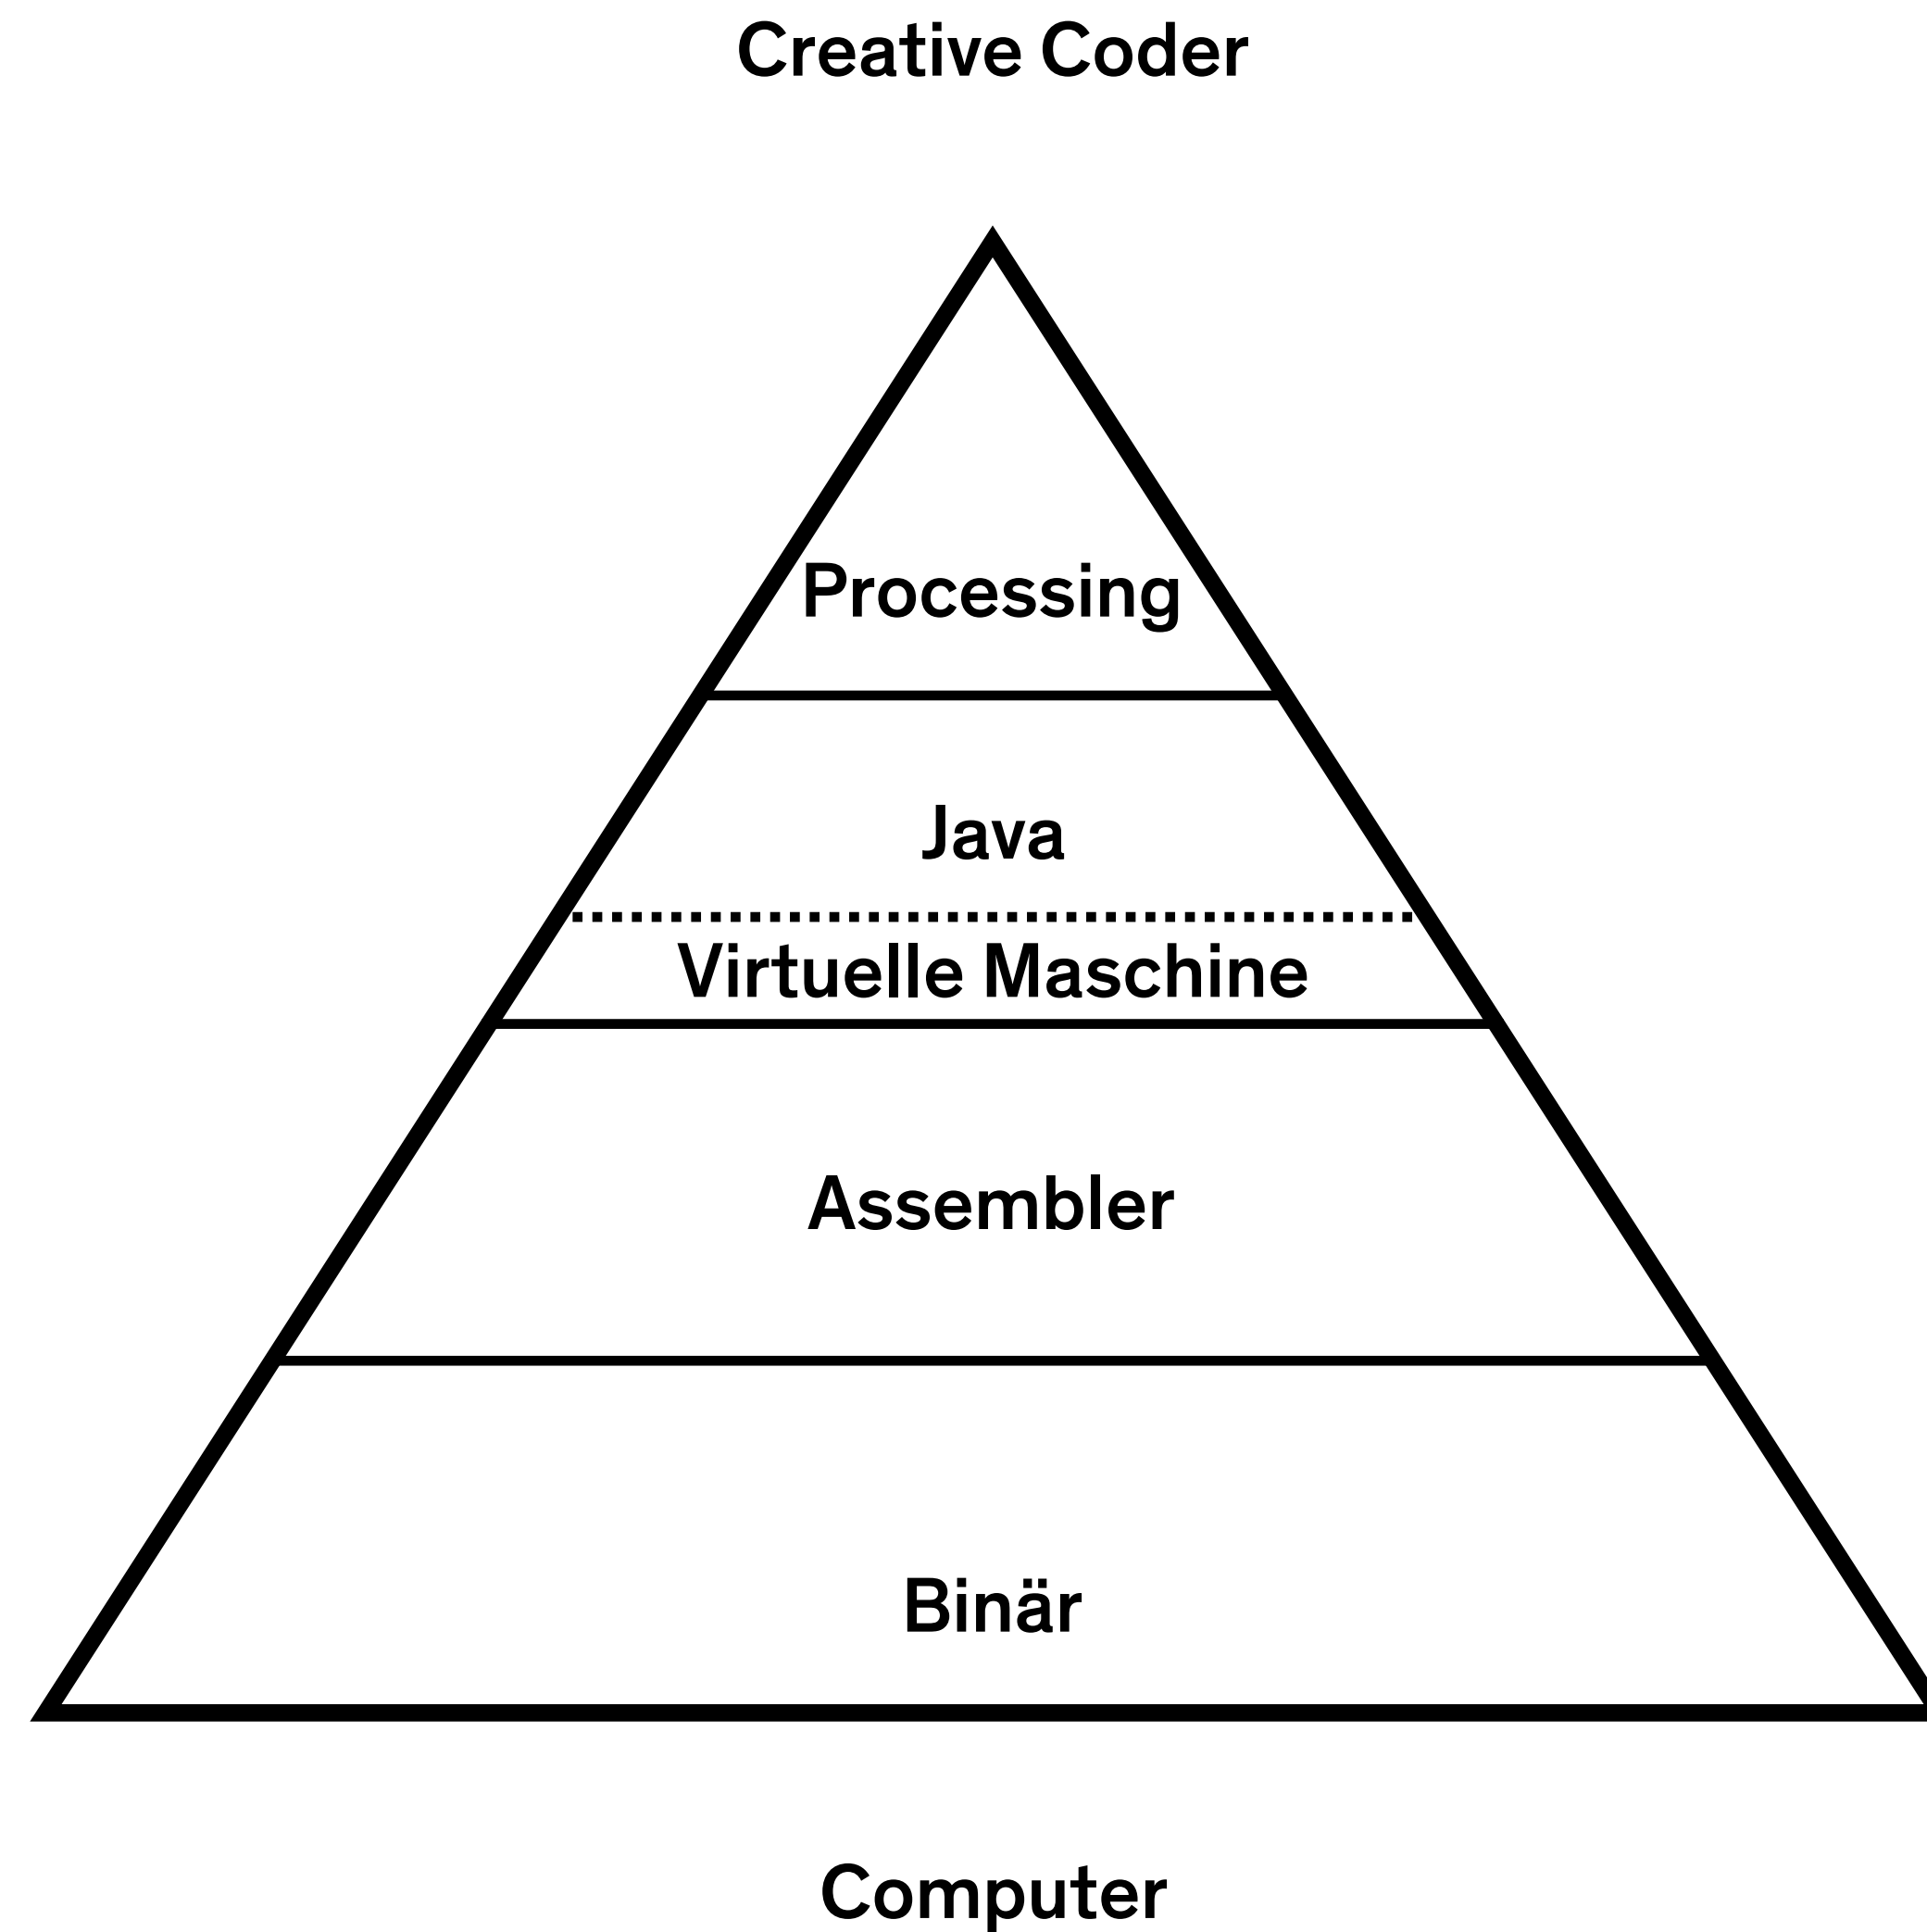 Creative Coder
Processing
Java
Virtuelle Maschine
Assembler
Binär
Computer